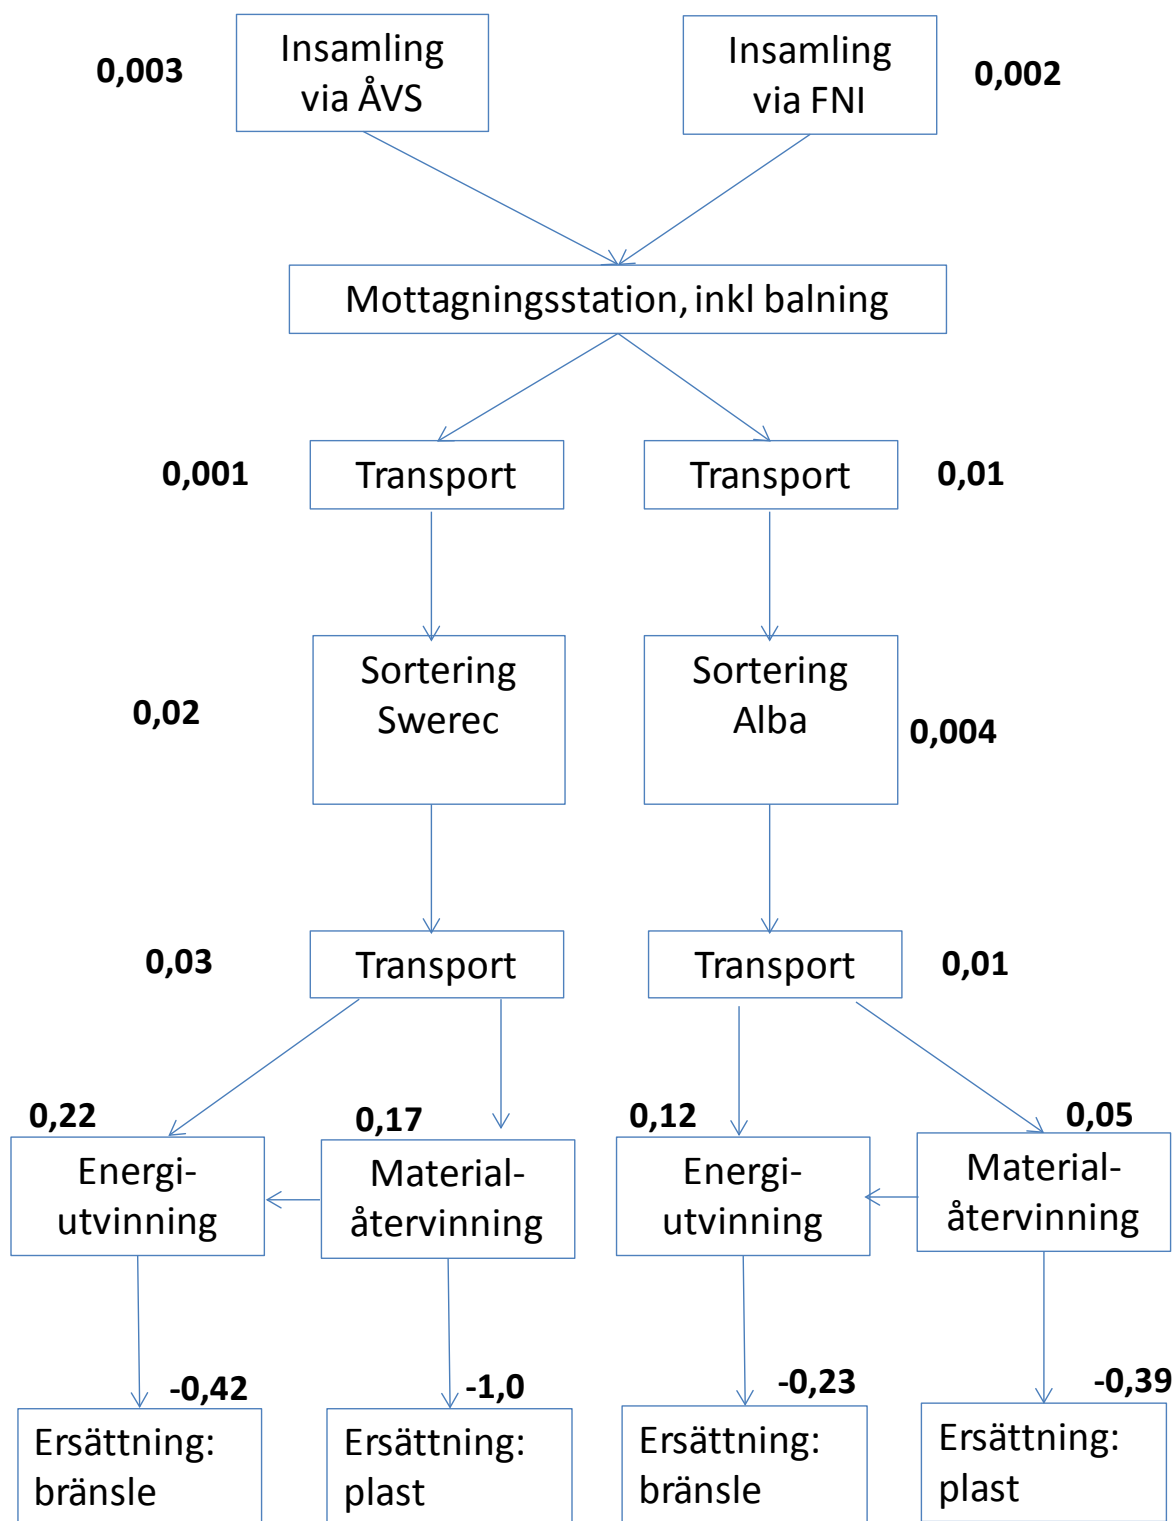 0,003
Insamling
via ÅVS
Insamling
via FNI
0,002
Mottagningsstation, inkl balning
0,001
Transport
Transport
0,01
0,02
Sortering
Swerec
Sortering
Alba
0,004
0,03
Transport
Transport
0,01
0,22
Energi-
utvinning
0,17
Material-
återvinning
0,12
Energi-
utvinning
0,05
Material-
återvinning
-0,42
Ersättning:
bränsle
-1,0
Ersättning:
plast
-0,23
Ersättning:
bränsle
-0,39
Ersättning:
plast